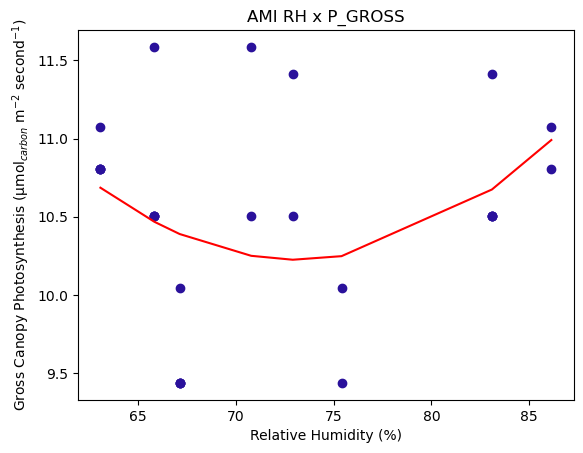 AMI RH x P_GROSS
Gross Canopy Photosynthesis (μmol_carbon m⁻² second⁻¹)
11.5
11.0
10.5
10.0
9.5
65 70 75 80 85
Relative Humidity (%)